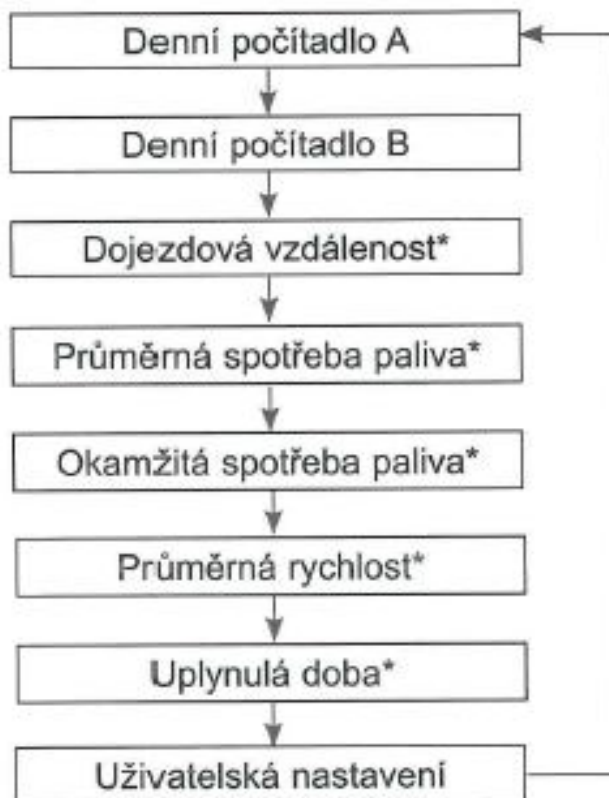 Denní počítadlo A
Denní počítadlo B
Dojezdová vzdálenost*
Průměrná spotřeba paliva*
Okamžitá spotřeba paliva*
Průměrná rychlost*
Uplynulá doba*
Uživatelská nastavení